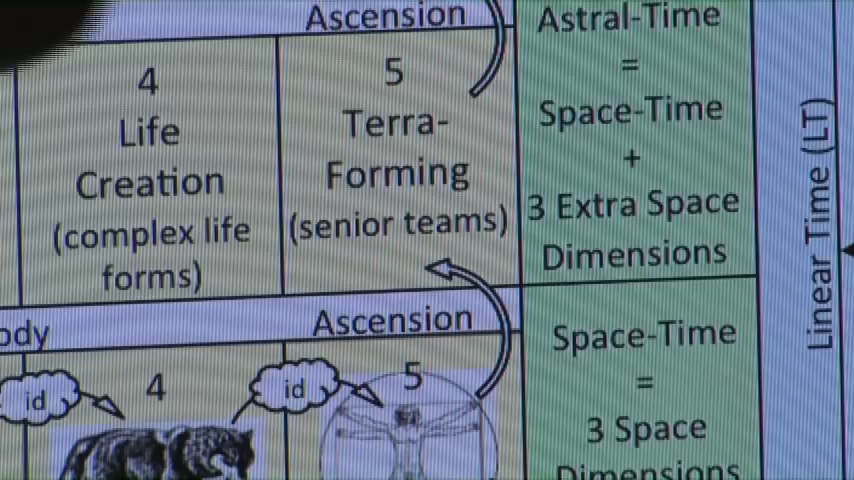 Ascension
4
Life
Creation
(complex life
forms)
5
Terra-
Forming
(senior teams)
Astral-Time
=
Space-Time
+
3 Extra Space
Dimensions
Linear Time (LT)
Ascension
id
4
id
5
Space-Time
=
3 Space
Dimensions